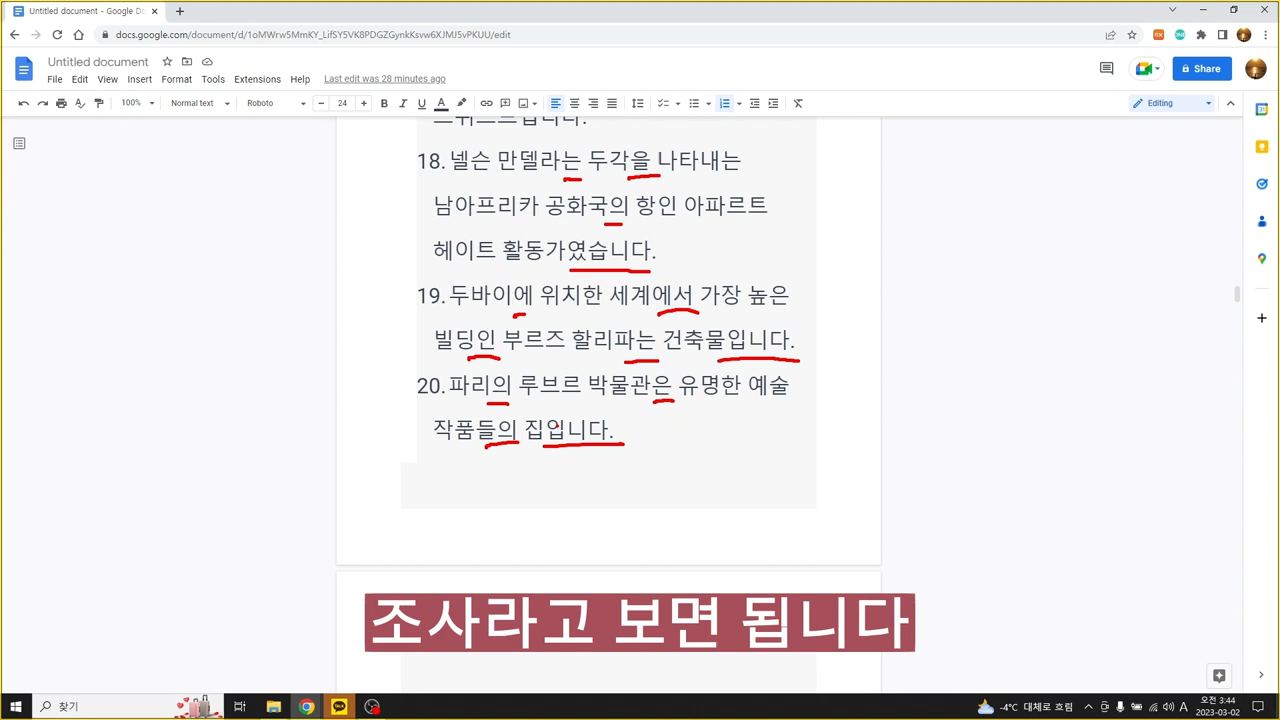 Untitled document - Google Do
docs.google.com/document/d/1oMWrw5MmKY_LifSY5VK8PDGZGynkKsvw6XJMJ5vPKUU/edit
Untitled document
File Edit View Insert Format Tools Extensions Help Last edit was 28 minutes ago
Share
100% Normal text Roboto 24 Editing
18. 넬슨 만델라는 두각을 나타내는
남아프리카 공화국의 항인 아파르트
헤이트 활동가였습니다.
19. 두바이에 위치한 세계에서 가장 높은
빌딩인 부르즈 할리파는 건축물입니다.
20. 파리의 루브르 박물관은 유명한 예술
작품들의 집입니다.
조사라고 보면 됩니다
찾기
-4°C 대체로 흐림
A
오전 3:44
2023-03-02